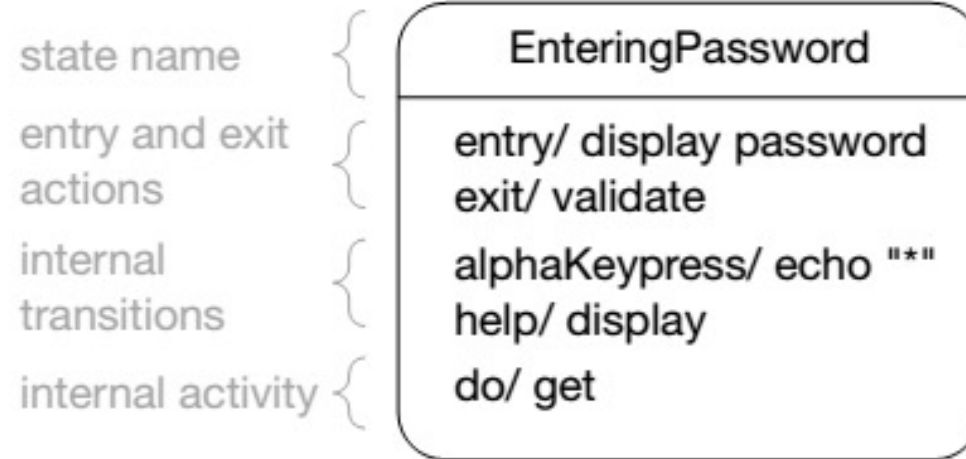 state name
EnteringPassword
entry and exit
actions
entry/ display password
exit/ validate
internal
transitions
alphaKeypress/ echo "*"
help/ display
internal activity
do/ get